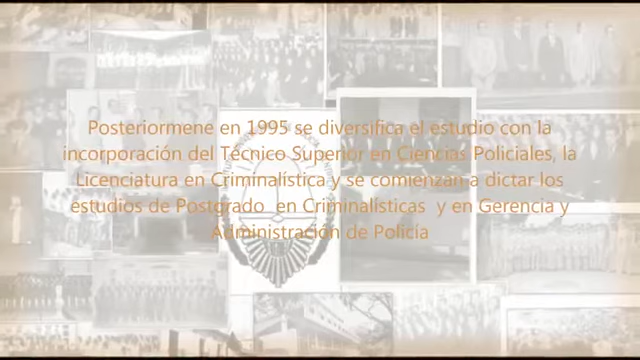 Posteriormene en 1995 se diversifica el estudio con la
incorporación del Técnico Superior en Ciencias Policiales, la
Licenciatura en Criminalística y se comienzan a dictar los
estudios de Postgrado en Criminalísticas y en Gerencia y
Administración de Policía